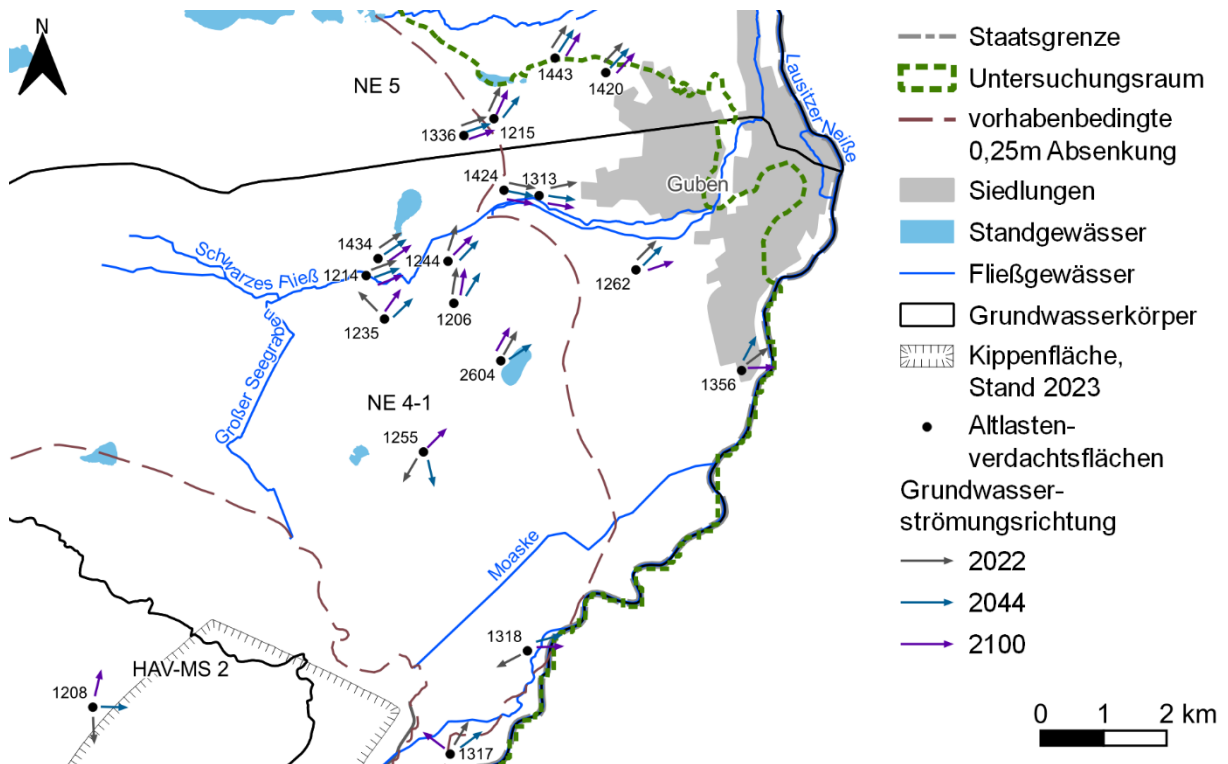 N
NE 5
1443
1420
1336
1215
1424
1313
Guben
Lausitzer Neiße
1434
1214
1244
Schwarzes Fließ
1235
1206
1262
Großer Seegraben
2604
1356
NE 4-1
1255
Moaske
1318
HAV-MS 2
1208
1317
Staatsgrenze
Untersuchungsraum
vorhabenbedingte
0,25m Absenkung
Siedlungen
Standgewässer
Fließgewässer
Grundwasserkörper
Kippenfläche,
Stand 2023
Altlasten-
verdachtsflächen
Grundwasser-
strömungsrichtung
2022
2044
2100
0 1 2 km